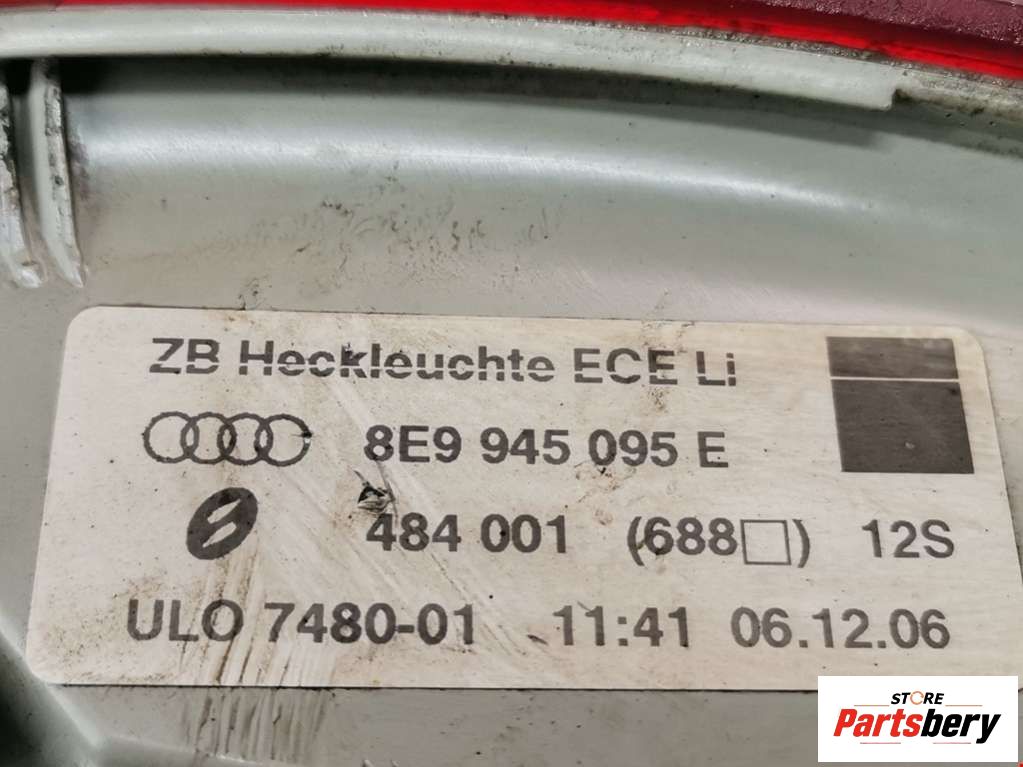 ZB Heckleuchte ECE Li
8E9 945 095 E
484 001 (688□) 12S
ULO 7480-01 11:41 06.12.06
STORE
Partsbery